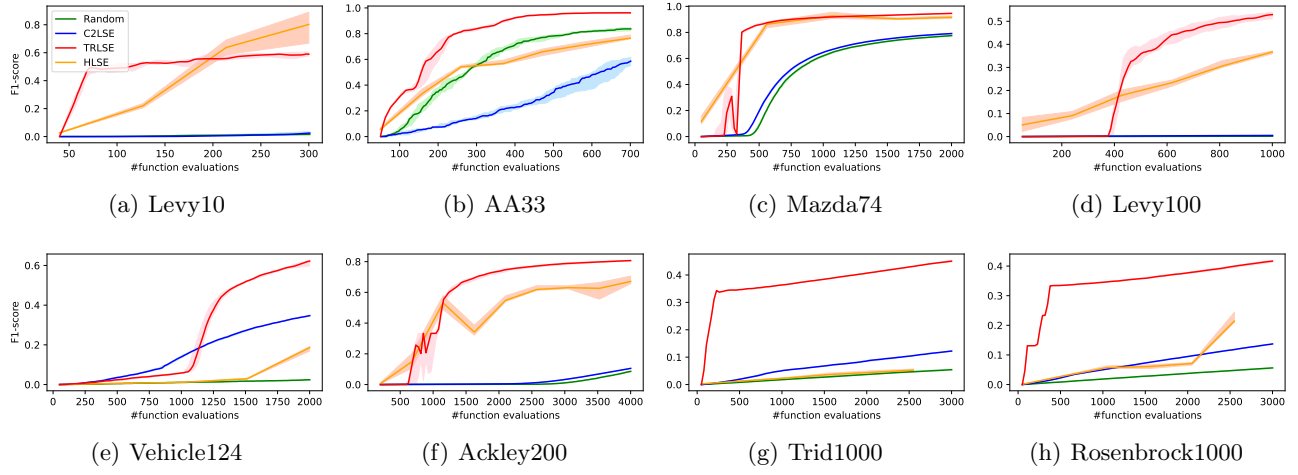 Random
C2LSE
TRLSE
HLSE
F1-score
0.8
0.6
0.4
0.2
0.0
50 100 150 200 250 300
#function evaluations
(a) Levy10
1.0
0.8
0.6
0.4
0.2
0.0
100 200 300 400 500 600 700
#function evaluations
(b) AA33
1.0
0.8
0.6
0.4
0.2
0.0
0 250 500 750 1000 1250 1500 1750 2000
#function evaluations
(c) Mazda74
0.5
0.4
0.3
0.2
0.1
0.0
200 400 600 800 1000
#function evaluations
(d) Levy100
F1-score
0.6
0.4
0.2
0.0
0 250 500 750 1000 1250 1500 1750 2000
#function evaluations
(e) Vehicle124
0.8
0.6
0.4
0.2
0.0
500 1000 1500 2000 2500 3000 3500 4000
#function evaluations
(f) Ackley200
0.4
0.3
0.2
0.1
0.0
0 500 1000 1500 2000 2500 3000
#function evaluations
(g) Trid1000
0.4
0.3
0.2
0.1
0.0
0 500 1000 1500 2000 2500 3000
#function evaluations
(h) Rosenbrock1000